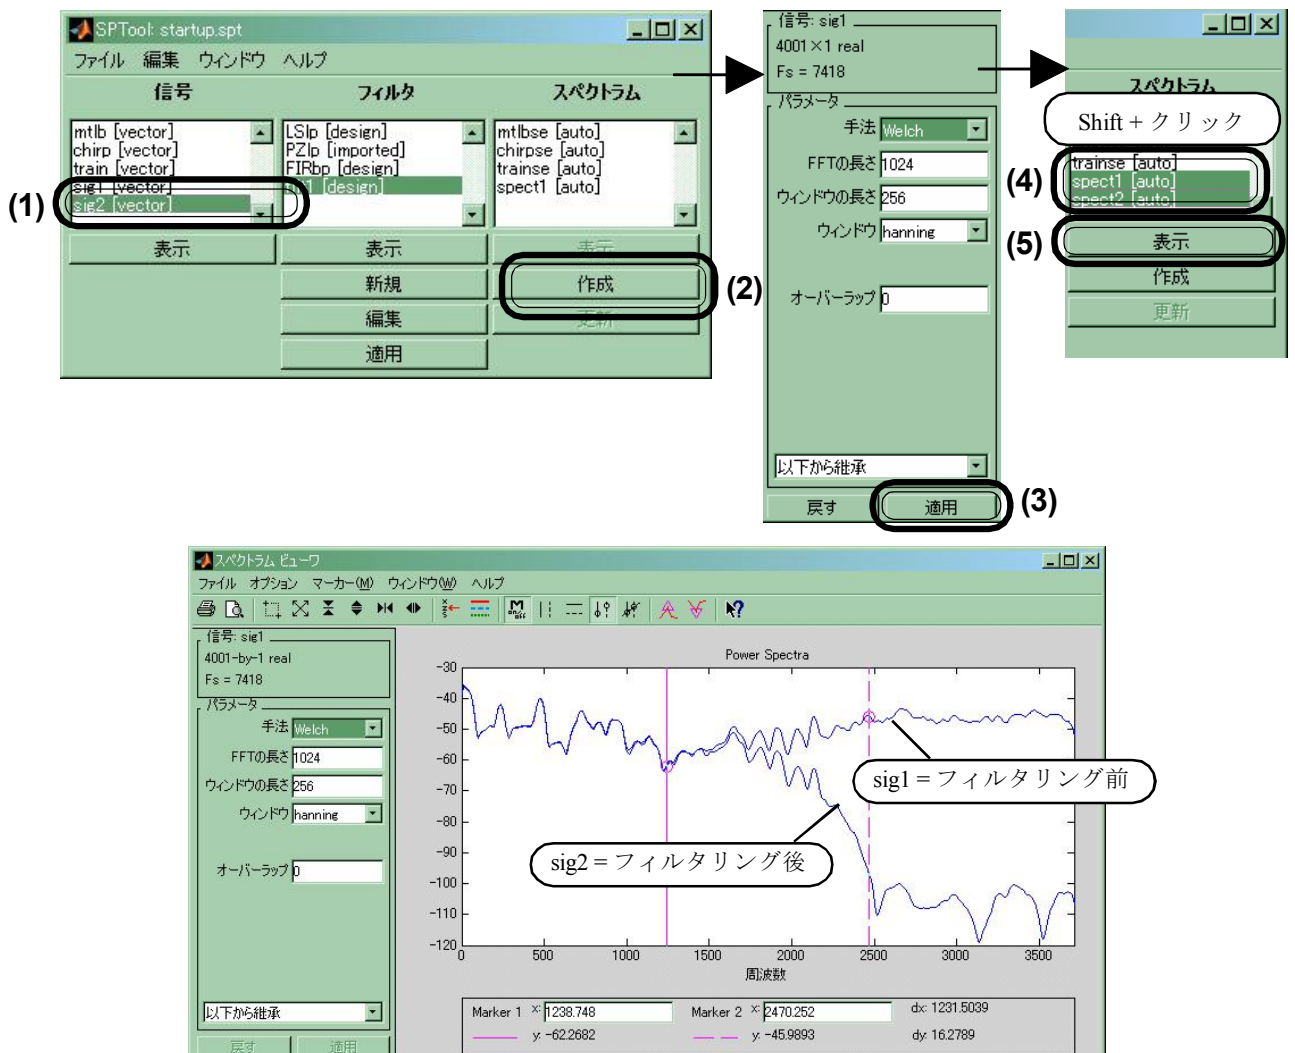 SPTool: startup.spt
ファイル 編集 ウィンドウ ヘルプ
信号 フィルタ スペクトラム
mtlb [vector]
chirp [vector]
train [vector]
sig1 [vector]
sig2 [vector]
LSlp [design]
PZlp [imported]
FIRbp [design]
[design]
mtlbse [auto]
chirpse [auto]
trainse [auto]
spect1 [auto]
(1)
表示 表示 表示
新規 作成
(2)
編集 更新
適用
信号: sig1
4001×1 real
Fs = 7418
パラメータ
手法 Welch
FFTの長さ 1024
ウィンドウの長さ 256
ウィンドウ hanning
オーバーラップ 0
以下から継承
戻す 適用
(3)
スペクトラム
Shift + クリック
trainse [auto]
spect1 [auto]
spect2 [auto]
(4)
表示
(5)
作成
更新
スペクトラム ビューワ
ファイル オプション マーカー(M) ウィンドウ(W) ヘルプ
信号: sig1
4001-by-1 real
Fs = 7418
パラメータ
手法 Welch
FFTの長さ 1024
ウィンドウの長さ 256
ウィンドウ hanning
オーバーラップ 0
以下から継承
戻す 適用
Power Spectra
-30
-40
-50
-60
-70
-80
-90
-100
-110
-120
sig1 = フィルタリング前
sig2 = フィルタリング後
0 500 1000 1500 2000 2500 3000 3500
周波数
Marker 1 x: 1238.748 Marker 2 x: 2470.252 dx: 1231.5039
y: -62.2682 y: -45.9893 dy: 16.2789